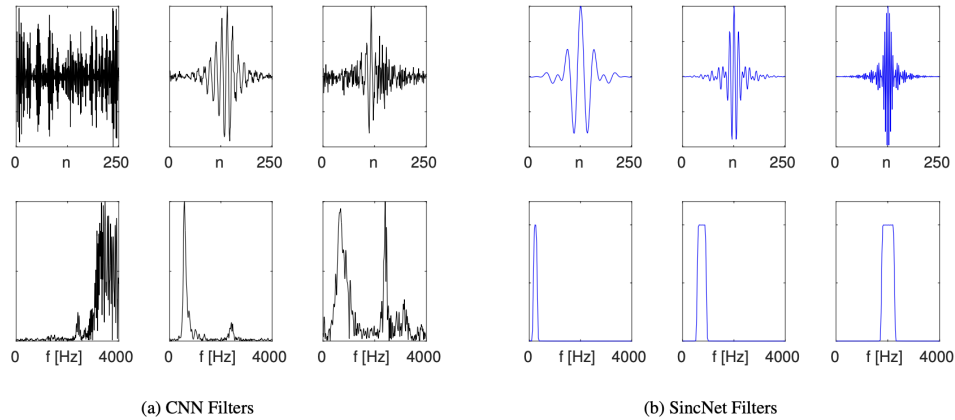 0 n 250 0 n 250 0 n 250 0 n 250 0 n 250 0 n 250
0 f [Hz] 4000 0 f [Hz] 4000 0 f [Hz] 4000 0 f [Hz] 4000 0 f [Hz] 4000 0 f [Hz] 4000
(a) CNN Filters (b) SincNet Filters